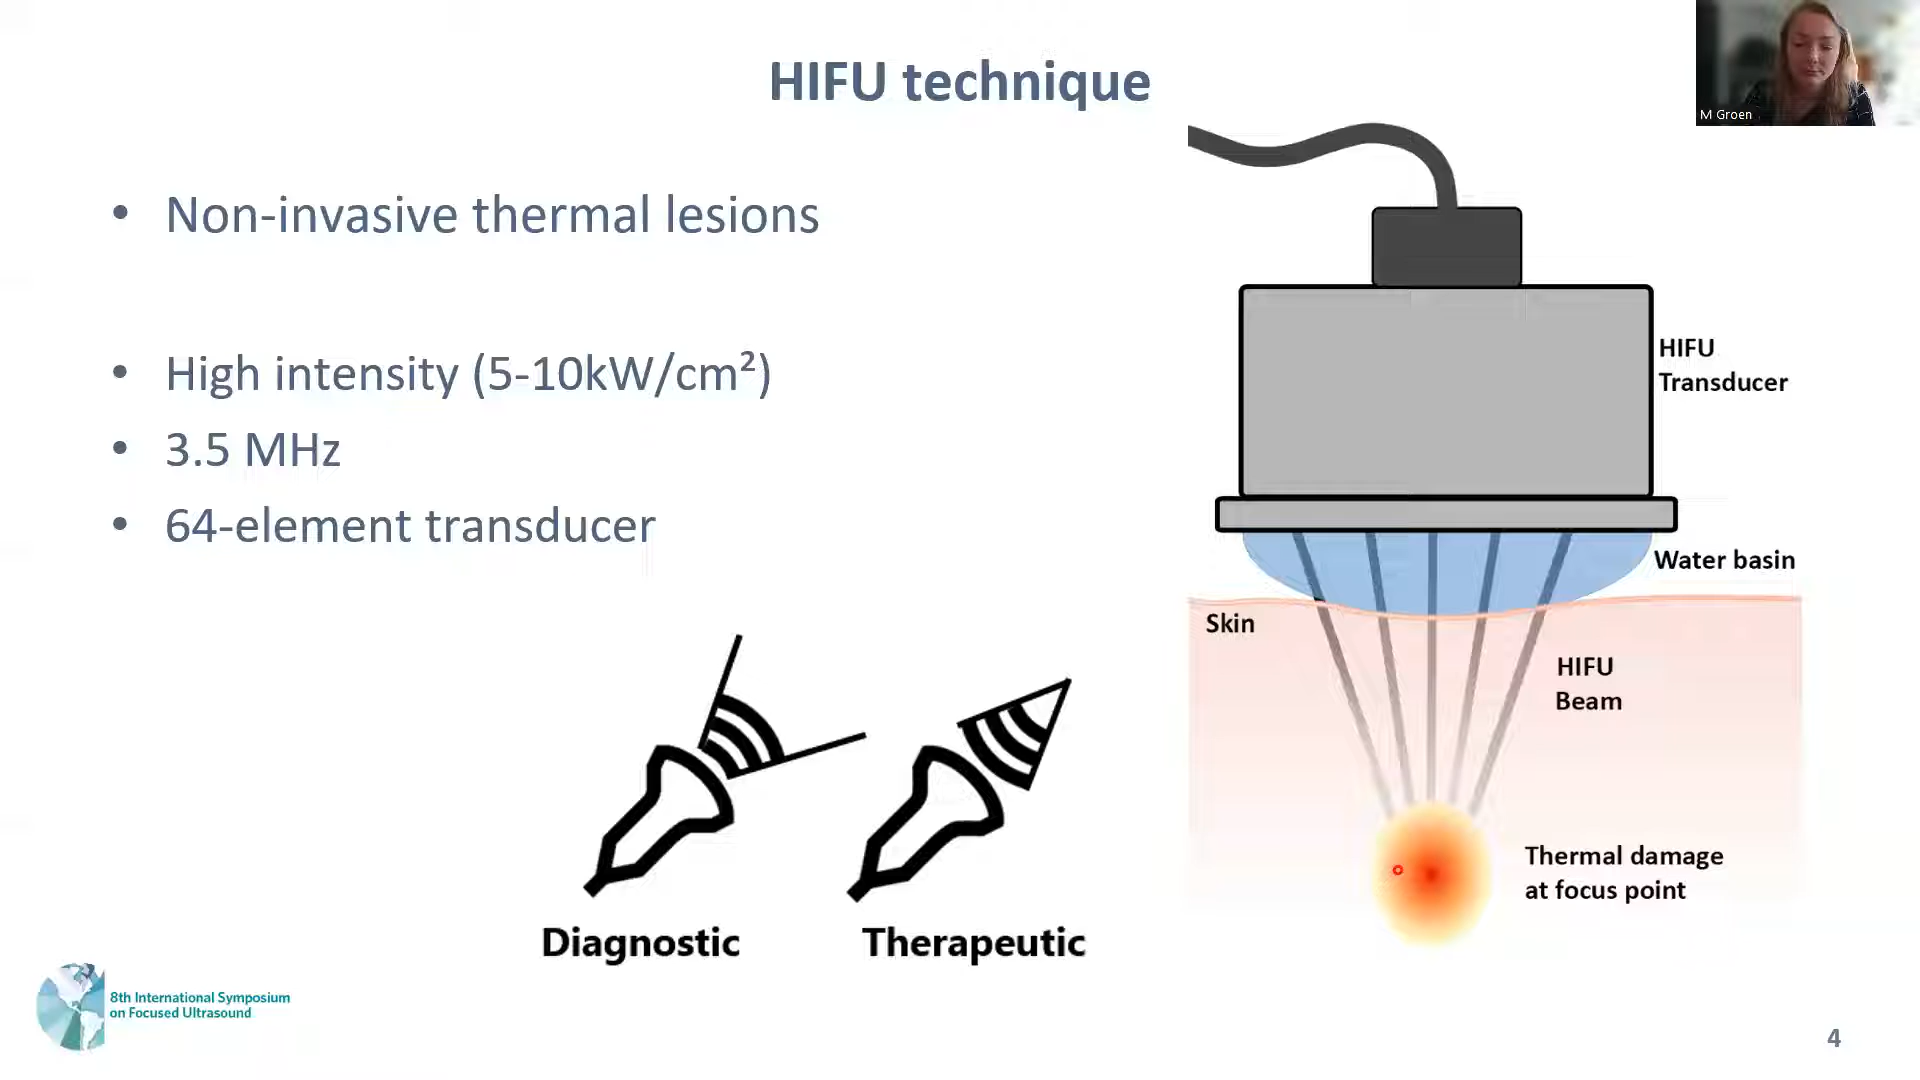 HIFU technique
M Groen
• Non-invasive thermal lesions
• High intensity (5-10kW/cm²)
• 3.5 MHz
• 64-element transducer
HIFU
Transducer
Water basin
Skin
HIFU
Beam
Thermal damage
at focus point
Diagnostic
Therapeutic
8th International Symposium
on Focused Ultrasound
4